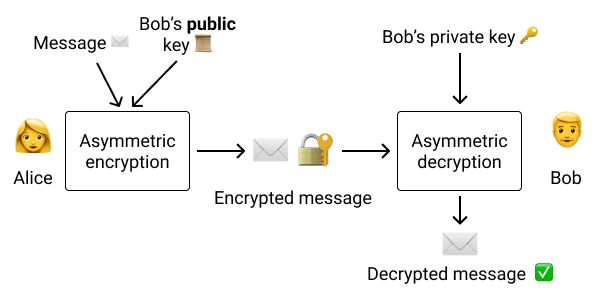 Message
Bob’s public
key
Bob’s private key
Alice
Asymmetric
encryption
Encrypted message
Asymmetric
decryption
Bob
Decrypted message